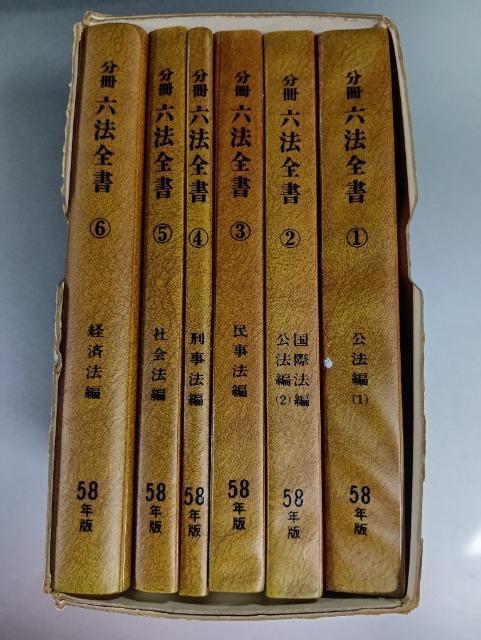 分冊 六法全書 ①
公法編(1)
58年版
分冊 六法全書 ②
国際法編
公法編(2)
58年版
分冊 六法全書 ③
民事法編
58年版
分冊 六法全書 ④
刑事法編
58年版
分冊 六法全書 ⑤
社会法編
58年版
分冊 六法全書 ⑥
経済法編
58年版